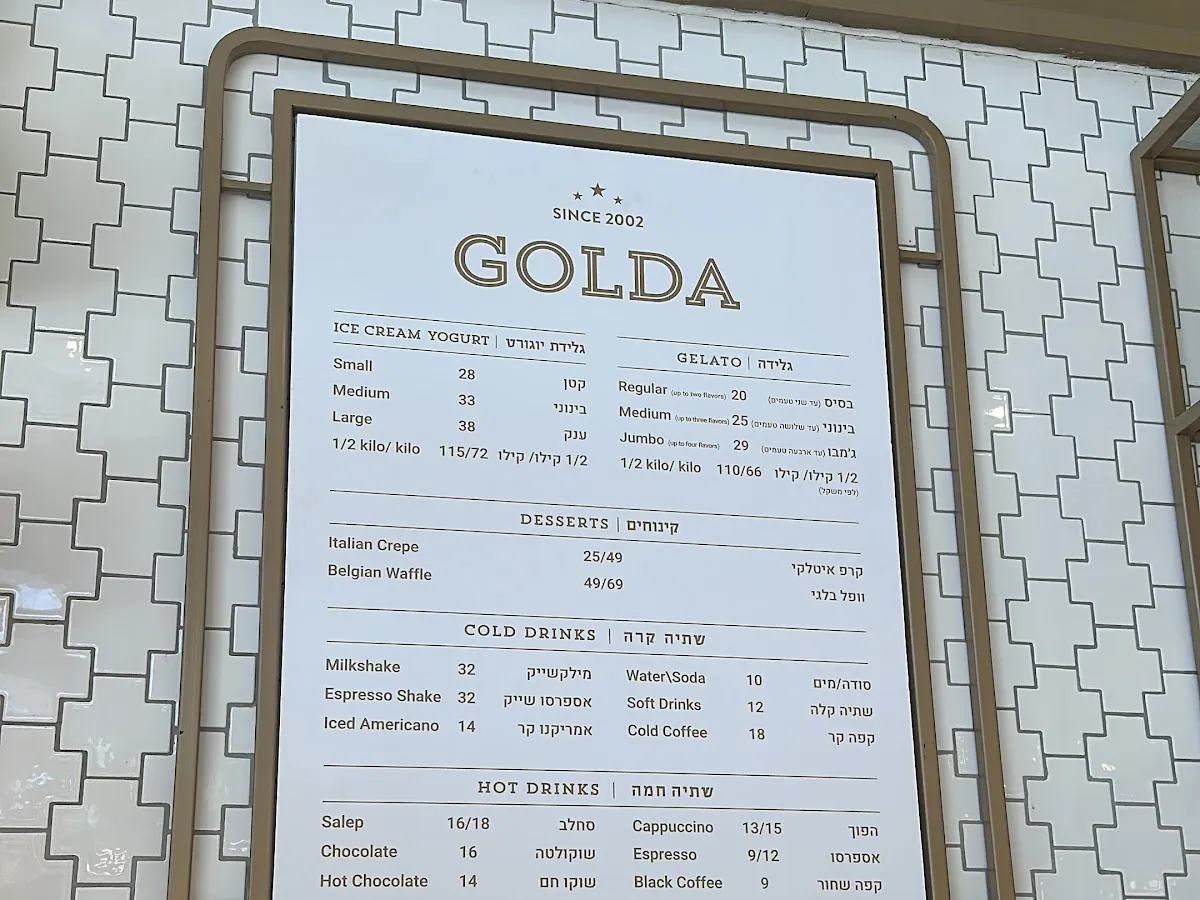 SINCE 2002
GOLDA
ICE CREAM YOGURT | גלידת יוגורט
Small 28 קטן
Medium 33 בינוני
Large 38 ענק
1/2 kilo/ kilo 115/72 1/2 קילו/ קילו
GELATO | גלידה
Regular (up to two flavors) 20 בסיס (עד שני טעמים)
Medium (up to three flavors) 25 בינוני (עד שלושה טעמים)
Jumbo (up to four flavors) 29 ג'מבו (עד ארבעה טעמים)
1/2 kilo/ kilo 110/66 1/2 קילו/ קילו
(לפי משקל)
DESSERTS | קינוחים
Italian Crepe 25/49 קרפ איטלקי
Belgian Waffle 49/69 וופל בלגי
COLD DRINKS | שתיה קרה
Milkshake 32 מילקשייק
Espresso Shake 32 אספרסו שייק
Iced Americano 14 אמריקנו קר
Water\Soda 10 סודה/מים
Soft Drinks 12 שתיה קלה
Cold Coffee 18 קפה קר
HOT DRINKS | שתיה חמה
Salep 16/18 סחלב
Chocolate 16 שוקולטה
Hot Chocolate 14 שוקו חם
Cappuccino 13/15 הפוך
Espresso 9/12 אספרסו
Black Coffee 9 קפה שחור